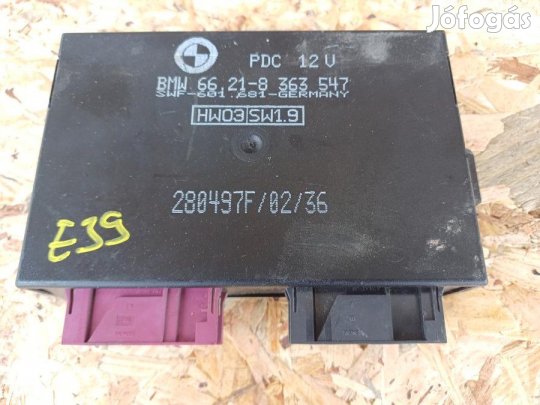 Jófogás
PDC 12V
BMW 66.21-8 363 547
SWF-601.681-GERMANY
HW03 SW1.9
280497F/02/36
E39